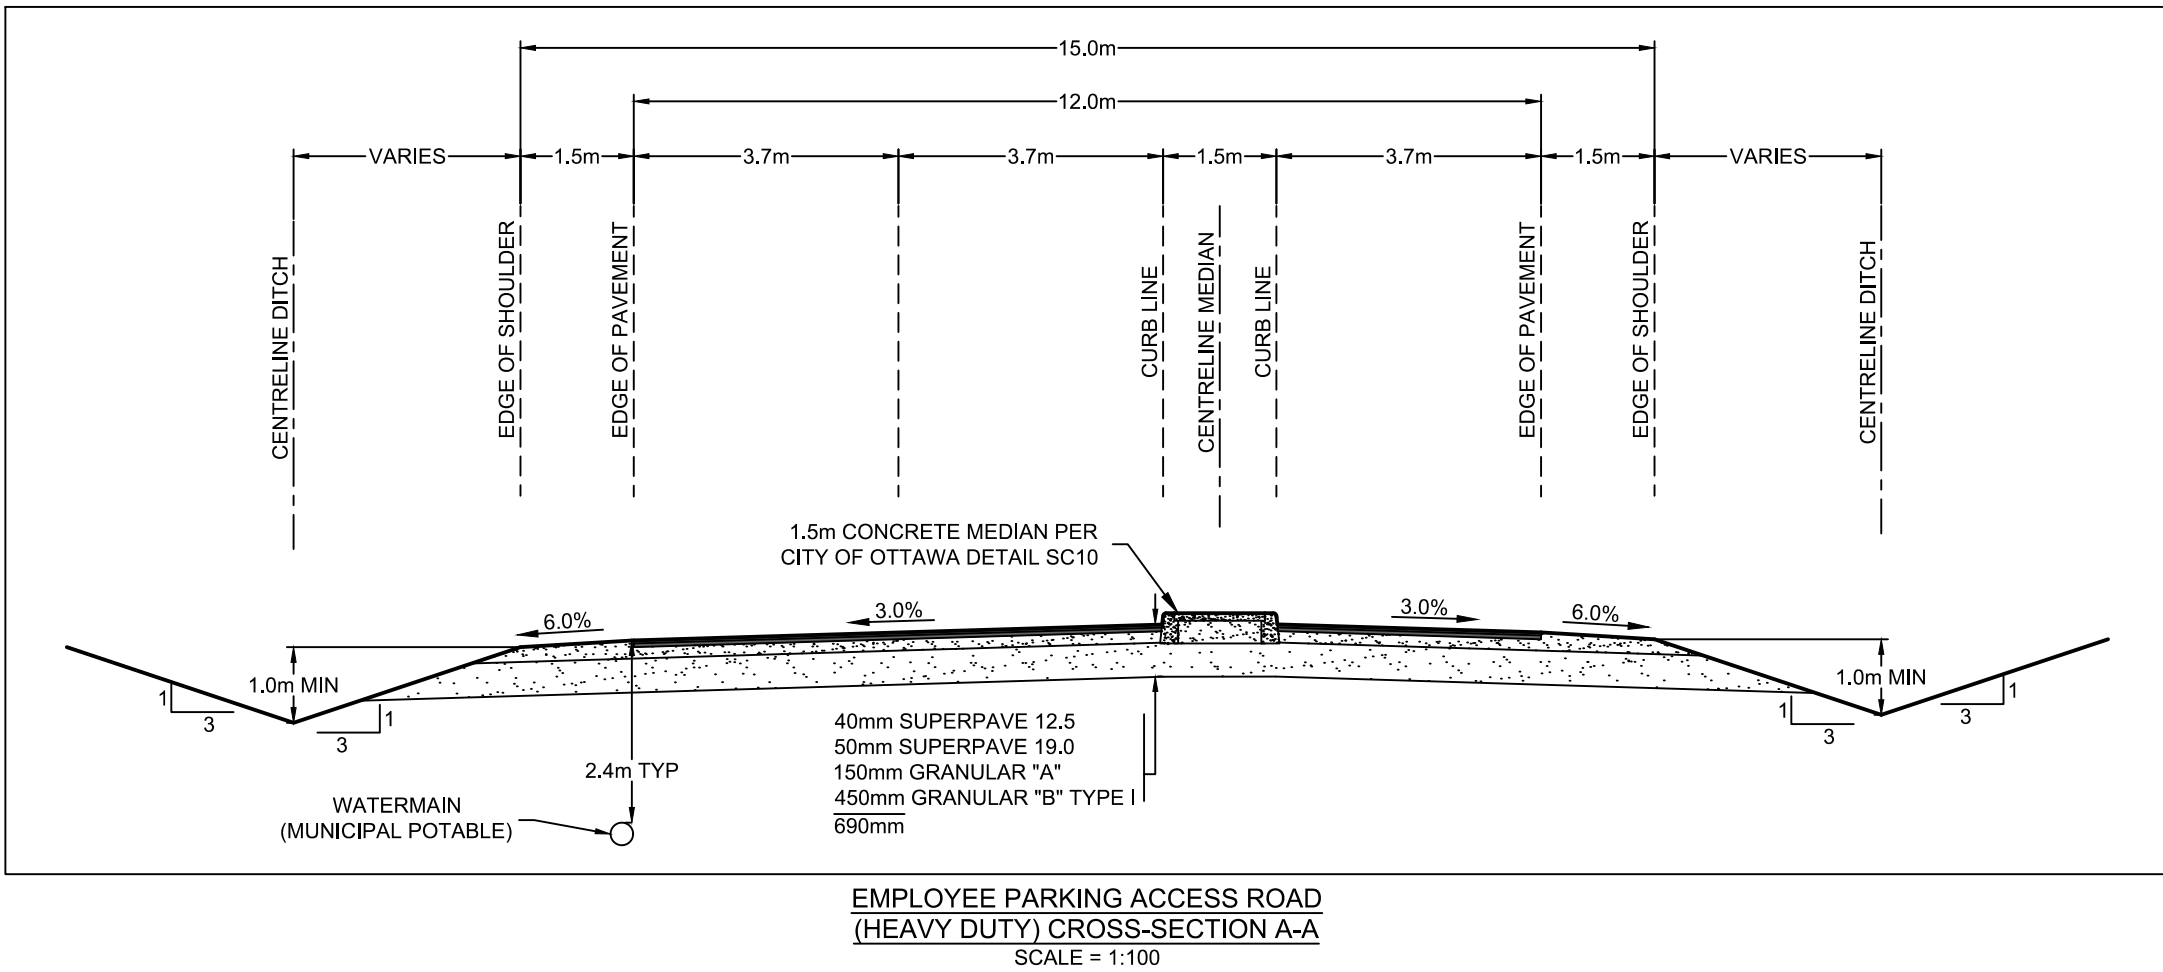 15.0m
12.0m
VARIES
1.5m
3.7m
3.7m
1.5m
3.7m
1.5m
VARIES
CENTRELINE DITCH
EDGE OF SHOULDER
EDGE OF PAVEMENT
CURB LINE
CENTRELINE MEDIAN
CURB LINE
EDGE OF PAVEMENT
EDGE OF SHOULDER
CENTRELINE DITCH
1.5m CONCRETE MEDIAN PER
CITY OF OTTAWA DETAIL SC10
6.0%
3.0%
3.0%
6.0%
1.0m MIN
1.0m MIN
1
3
1
3
1
3
1
3
2.4m TYP
WATERMAIN
(MUNICIPAL POTABLE)
40mm SUPERPAVE 12.5
50mm SUPERPAVE 19.0
150mm GRANULAR "A"
450mm GRANULAR "B" TYPE I
690mm
EMPLOYEE PARKING ACCESS ROAD
(HEAVY DUTY) CROSS-SECTION A-A
SCALE = 1:100